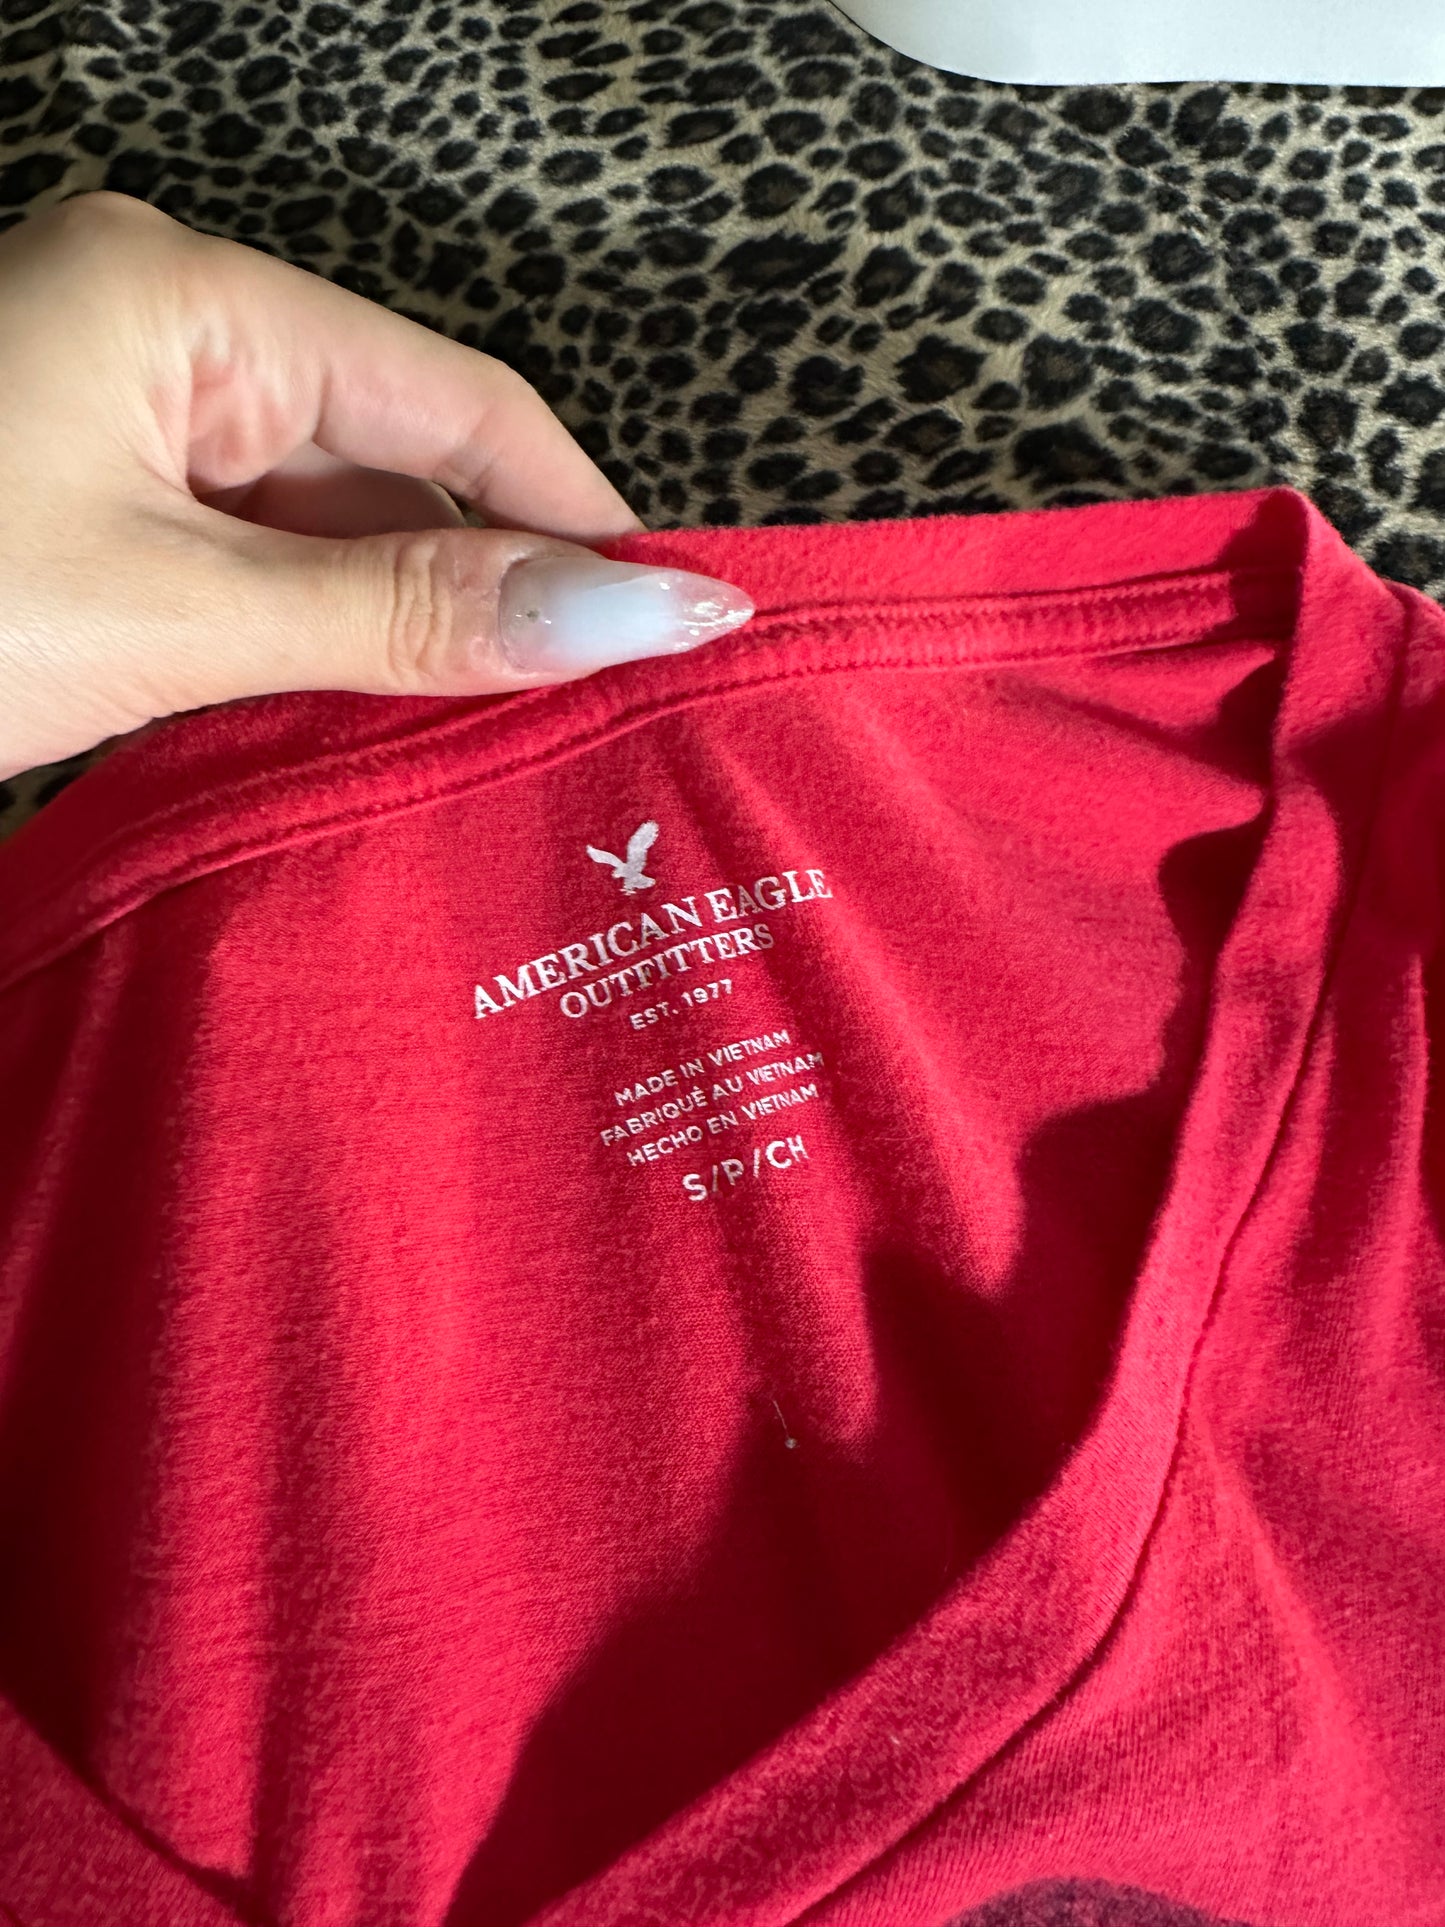 AMERICAN EAGLE
OUTFITTERS
EST. 1977
MADE IN VIETNAM
FABRIQUÉ AU VIETNAM
HECHO EN VIETNAM
S/P/CH